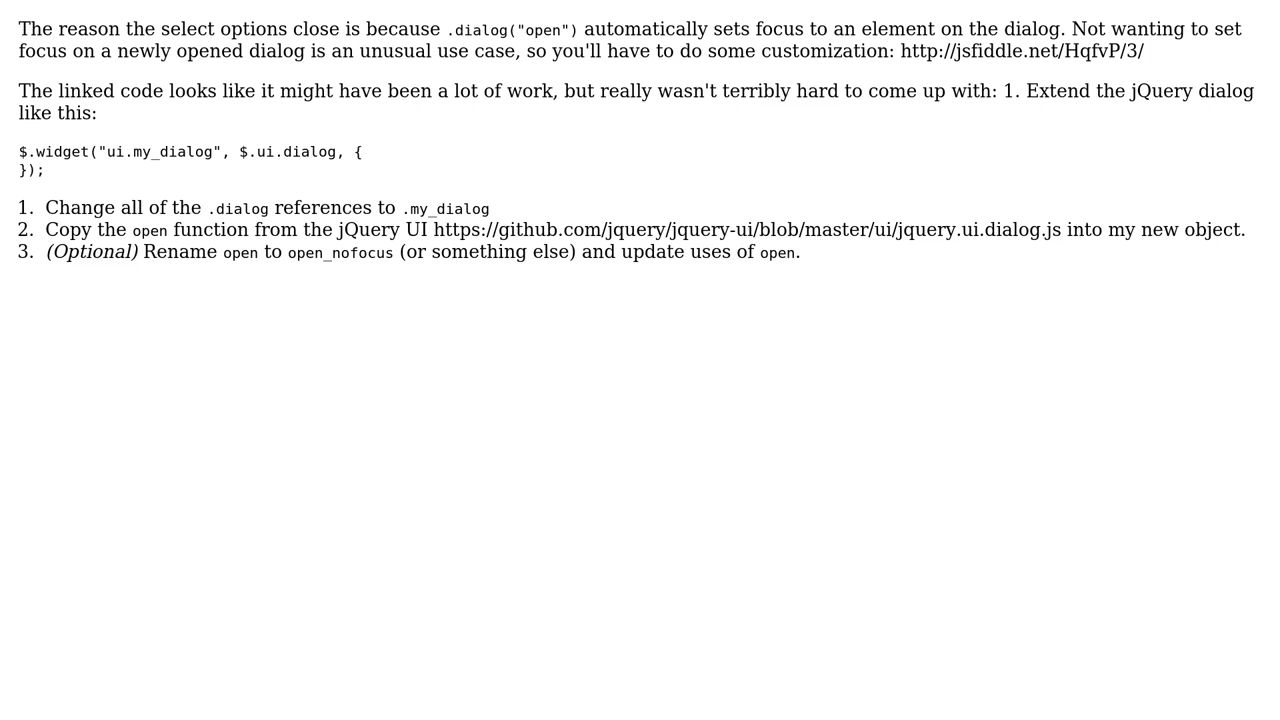 The reason the select options close is because .dialog("open") automatically sets focus to an element on the dialog. Not wanting to set
focus on a newly opened dialog is an unusual use case, so you'll have to do some customization: http://jsfiddle.net/HqfvP/3/
The linked code looks like it might have been a lot of work, but really wasn't terribly hard to come up with: 1. Extend the jQuery dialog
like this:
$.widget("ui.my_dialog", $.ui.dialog, {
});
1. Change all of the .dialog references to .my_dialog
2. Copy the open function from the jQuery UI https://github.com/jquery/jquery-ui/blob/master/ui/jquery.ui.dialog.js into my new object.
3. (Optional) Rename open to open_nofocus (or something else) and update uses of open.